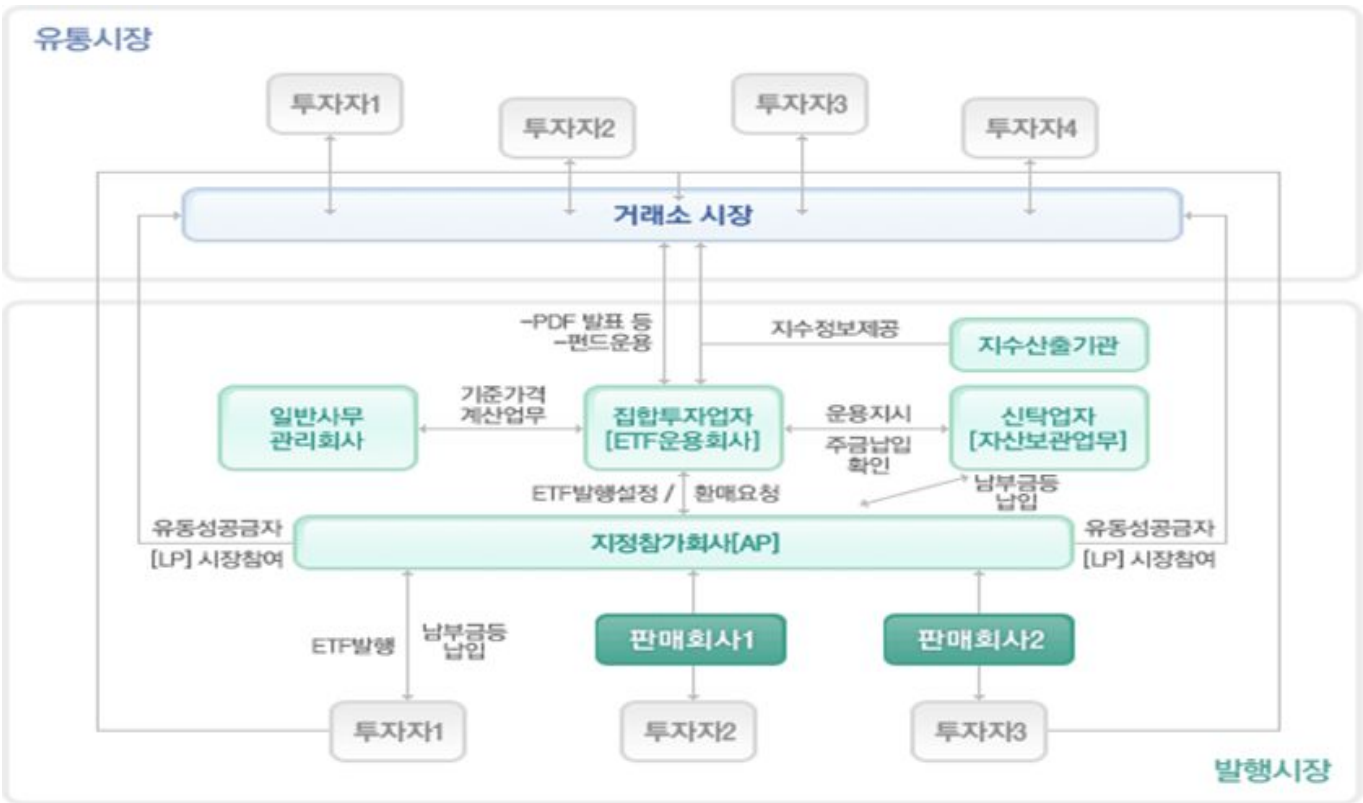 유통시장
투자자1
투자자2
투자자3
투자자4
거래소 시장
-PDF 발표 등
-펀드운용
지수정보제공
지수산출기관
일반사무
관리회사
기준가격
계산업무
집합투자업자
[ETF운용회사]
운용지시
주금납입
확인
신탁업자
[자산보관업무]
ETF발행설정 / 환매요청
남부금등
납입
유동성공급자
[LP] 시장참여
지정참가회사[AP]
유동성공급자
[LP] 시장참여
ETF발행
남부금등
납입
판매회사1
판매회사2
투자자1
투자자2
투자자3
발행시장